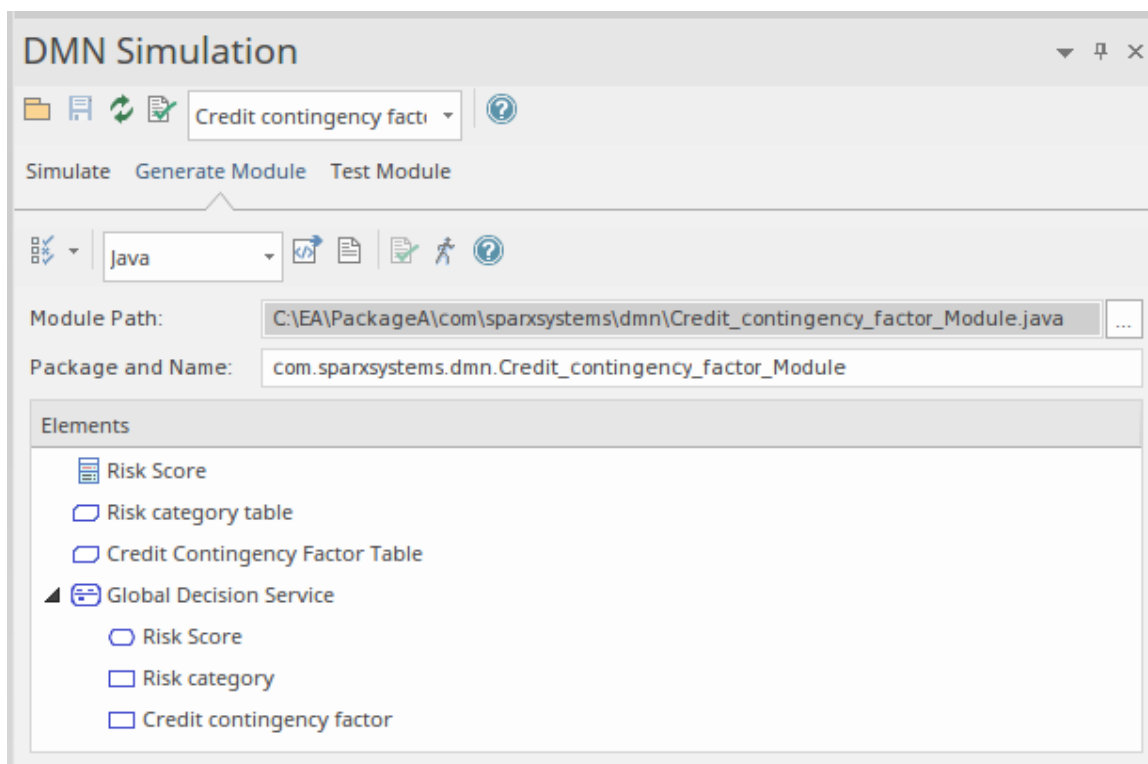 DMN Simulation
Credit contingency facto
Simulate Generate Module Test Module
Java
Module Path: C:\EA\PackageA\com\sparxsystems\dmn\Credit_contingency_factor_Module.java ...
Package and Name: com.sparxsystems.dmn.Credit_contingency_factor_Module
Elements
Risk Score
Risk category table
Credit Contingency Factor Table
Global Decision Service
Risk Score
Risk category
Credit contingency factor